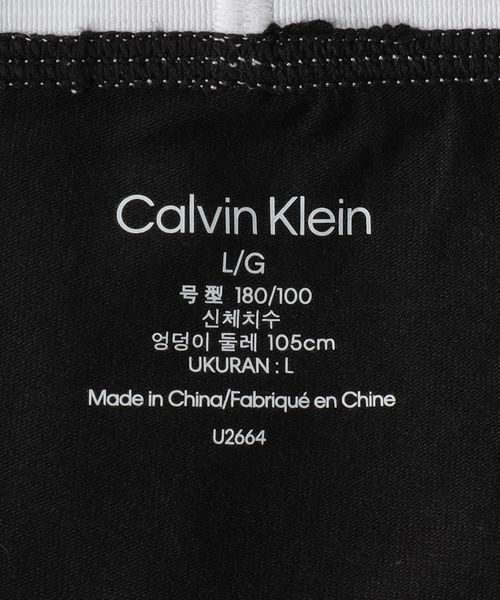 Calvin Klein
L/G
号型 180/100
신체치수
엉덩이 둘레 105cm
UKURAN : L
Made in China/Fabriqué en Chine
U2664